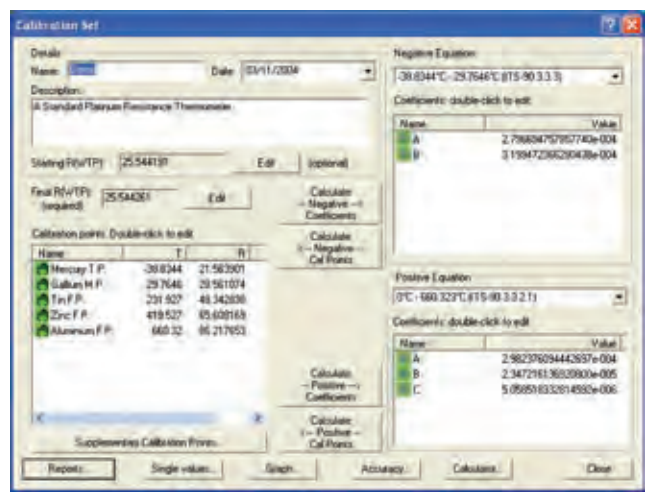 Calibration Set
Details
Name: Date: 03/11/2004
Description:
A Standard Platinum Resistance Thermometer
Starting R(WTP): 25.544191 Edit (optional)
Final R(WTP): 25.544261 Edit
(required)
Calculate
-- Negative -->
Coefficients
Calculate
<-- Negative --
Cal Points
Calibration points. Double-click to edit
Name T R
Mercury T.P. -38.8344 21.563901
Gallium M.P. 29.7646 28.561074
Tin F.P. 231.927 48.342838
Zinc F.P. 419.527 65.608169
Aluminum F.P. 660.32 86.217653
Calculate
-- Positive -->
Coefficients
Calculate
<-- Positive --
Cal Points
Supplementary Calibration Points..
Negative Equation
-38.8344°C - 29.7646°C (ITS-90 3.3.3)
Coefficients: double-click to edit
Name Value
A
B
Positive Equation
0°C - 660.323°C (ITS-90 3.3.2.1)
Coefficients: double-click to edit
Name Value
A
B
C
Reports.. Single values.. Graph.. Accuracy.. Calculator.. Close